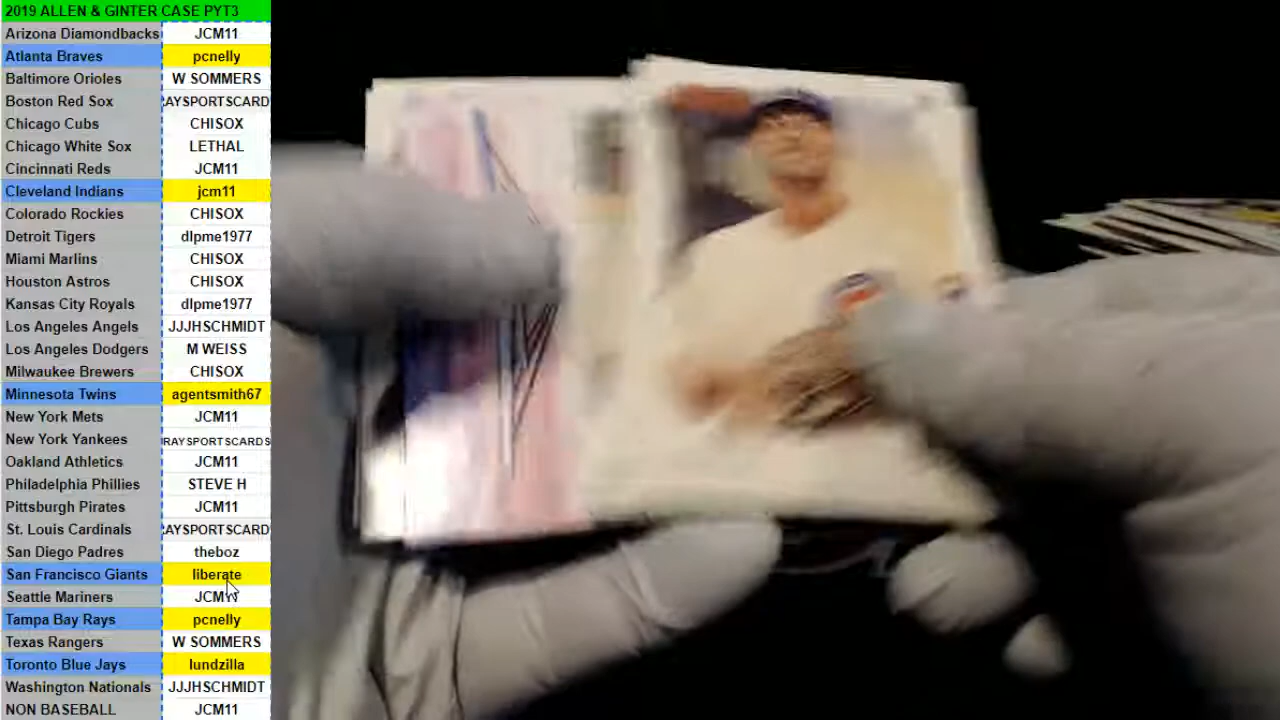 2019 ALLEN & GINTER CASE PYT3
Arizona Diamondbacks JCM11
Atlanta Braves pcnelly
Baltimore Orioles W SOMMERS
Boston Red Sox RAYSPORTSCARD
Chicago Cubs CHISOX
Chicago White Sox LETHAL
Cincinnati Reds JCM11
Cleveland Indians jcm11
Colorado Rockies CHISOX
Detroit Tigers dlpme1977
Miami Marlins CHISOX
Houston Astros CHISOX
Kansas City Royals dlpme1977
Los Angeles Angels JJJHSCHMIDT
Los Angeles Dodgers M WEISS
Milwaukee Brewers CHISOX
Minnesota Twins agentsmith67
New York Mets JCM11
New York Yankees RAYSPORTSCARDS
Oakland Athletics JCM11
Philadelphia Phillies STEVE H
Pittsburgh Pirates JCM11
St. Louis Cardinals RAYSPORTSCARD
San Diego Padres theboz
San Francisco Giants liberate
Seattle Mariners JCM11
Tampa Bay Rays pcnelly
Texas Rangers W SOMMERS
Toronto Blue Jays lundzilla
Washington Nationals JJJHSCHMIDT
NON BASEBALL JCM11